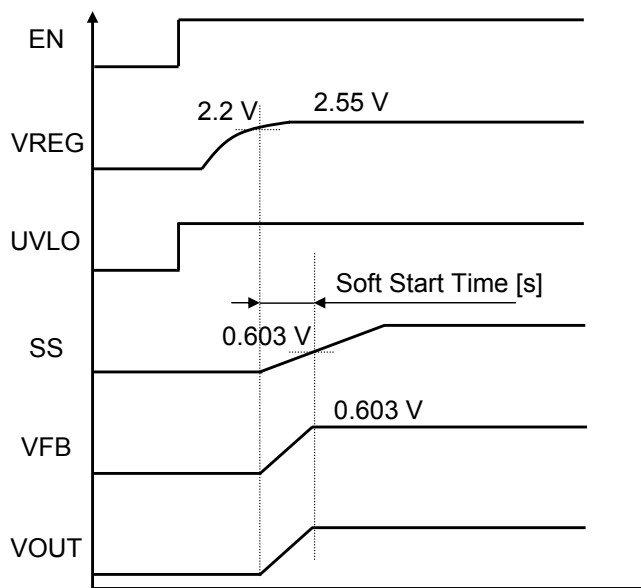 EN
2.2 V 2.55 V
VREG
UVLO
Soft Start Time [s]
0.603 V
SS
0.603 V
VFB
VOUT